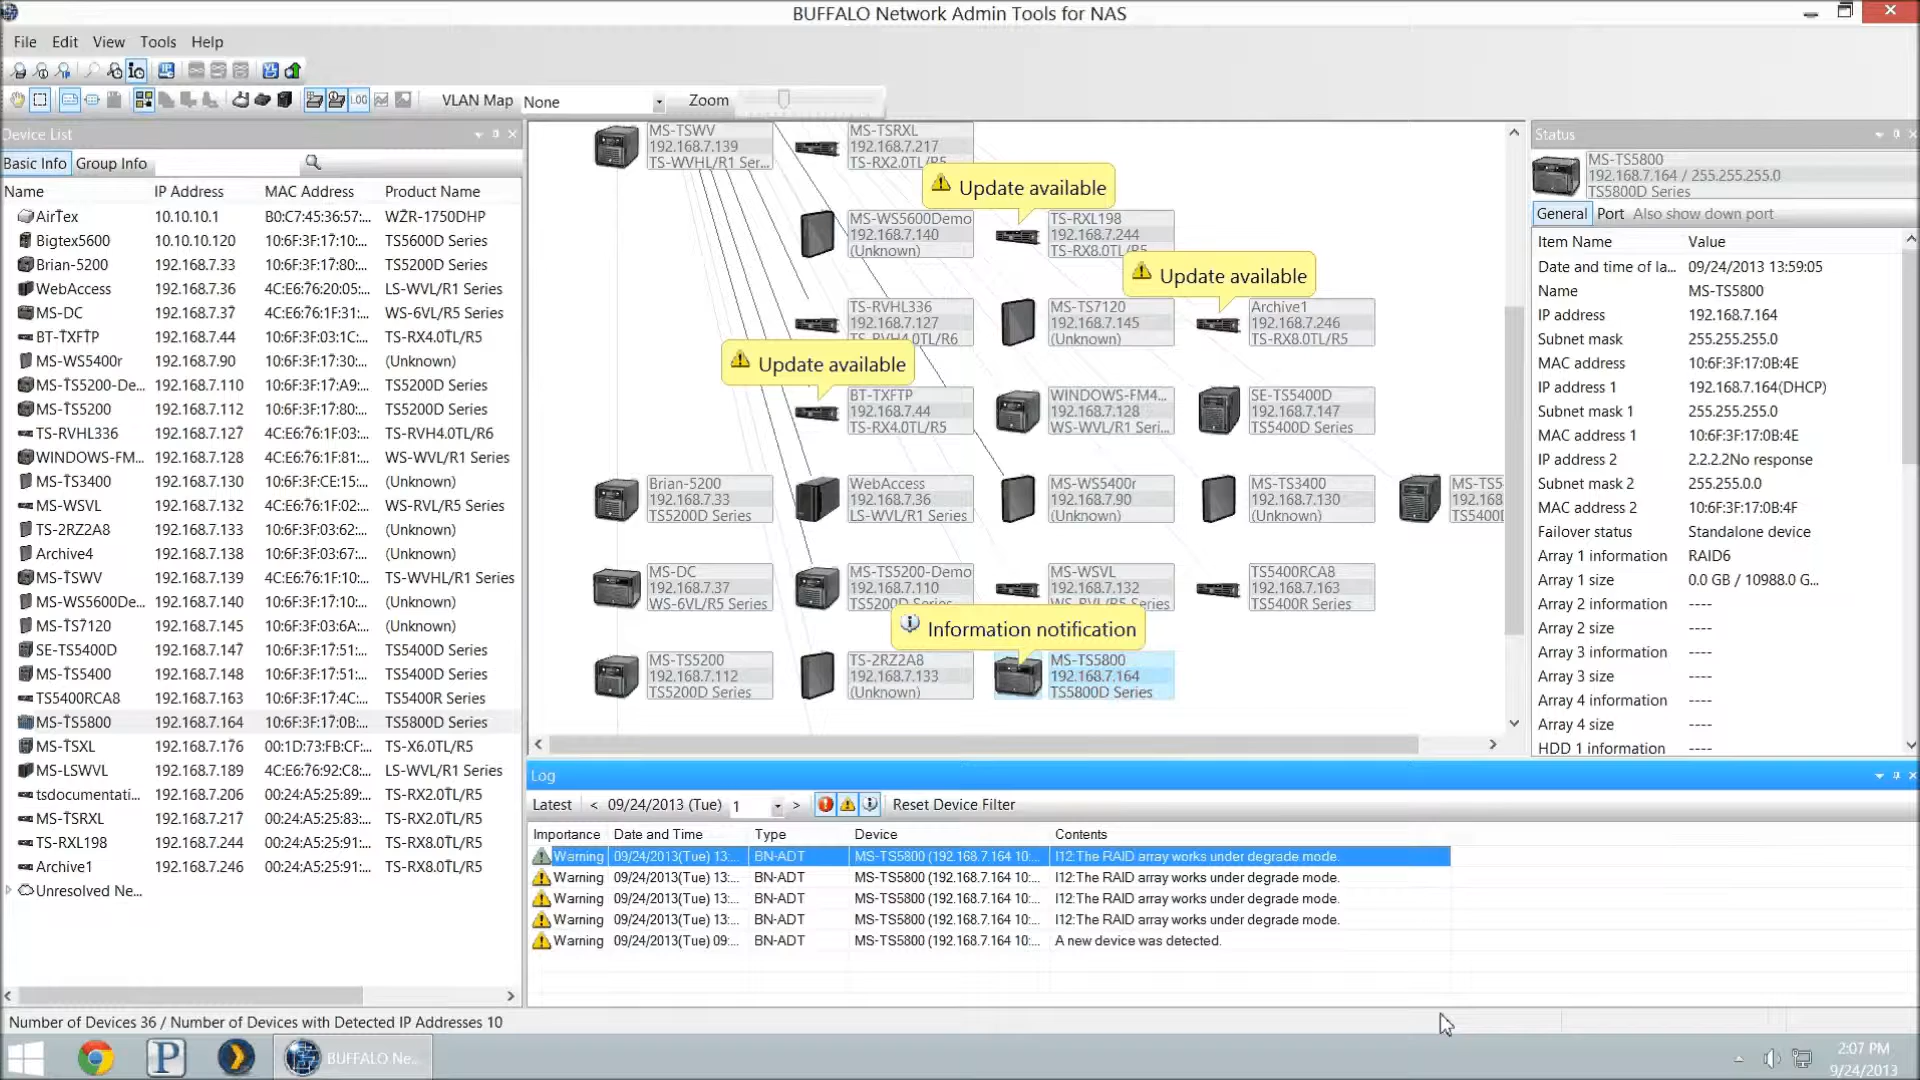 BUFFALO Network Admin Tools for NAS
File Edit View Tools Help
VLAN Map None Zoom
Device List
Basic Info Group Info
Name IP Address MAC Address Product Name
AirTex 10.10.10.1 B0:C7:45:36:57:... WZR-1750DHP
Bigtex5600 10.10.10.120 10:6F:3F:17:10:... TS5600D Series
Brian-5200 192.168.7.33 10:6F:3F:17:80:... TS5200D Series
WebAccess 192.168.7.36 4C:E6:76:20:05:... LS-WVL/R1 Series
MS-DC 192.168.7.37 4C:E6:76:1F:31:... WS-6VL/R5 Series
BT-TXFTP 192.168.7.44 10:6F:3F:03:1C:... TS-RX4.0TL/R5
MS-WS5400r 192.168.7.90 10:6F:3F:17:30:... (Unknown)
MS-TS5200-De... 192.168.7.110 10:6F:3F:17:A9:... TS5200D Series
MS-TS5200 192.168.7.112 10:6F:3F:17:80:... TS5200D Series
TS-RVHL336 192.168.7.127 4C:E6:76:1F:03:... TS-RVH4.0TL/R6
WINDOWS-FM... 192.168.7.128 4C:E6:76:1F:81:... WS-WVL/R1 Series
MS-TS3400 192.168.7.130 10:6F:3F:CE:15:... (Unknown)
MS-WSVL 192.168.7.132 4C:E6:76:1F:02:... WS-RVL/R5 Series
TS-2RZ2A8 192.168.7.133 10:6F:3F:03:62:... (Unknown)
Archive4 192.168.7.138 10:6F:3F:03:67:... (Unknown)
MS-TSWV 192.168.7.139 4C:E6:76:1F:10:... TS-WVHL/R1 Series
MS-WS5600De... 192.168.7.140 10:6F:3F:17:10:... (Unknown)
MS-TS7120 192.168.7.145 10:6F:3F:03:6A:... (Unknown)
SE-TS5400D 192.168.7.147 10:6F:3F:17:51:... TS5400D Series
MS-TS5400 192.168.7.148 10:6F:3F:17:51:... TS5400D Series
TS5400RCA8 192.168.7.163 10:6F:3F:17:4C:... TS5400R Series
MS-TS5800 192.168.7.164 10:6F:3F:17:0B:... TS5800D Series
MS-TSXL 192.168.7.176 00:1D:73:FB:CF:... TS-X6.0TL/R5
MS-LSWVL 192.168.7.189 4C:E6:76:92:C8:... LS-WVL/R1 Series
tsdocumentati... 192.168.7.206 00:24:A5:25:89:... TS-RX2.0TL/R5
MS-TSRXL 192.168.7.217 00:24:A5:25:83:... TS-RX2.0TL/R5
TS-RXL198 192.168.7.244 00:24:A5:25:91:... TS-RX8.0TL/R5
Archive1 192.168.7.246 00:24:A5:25:91:... TS-RX8.0TL/R5
Unresolved Ne...
MS-TSWV
192.168.7.139
TS-WVHL/R1 Ser...
MS-TSRXL
192.168.7.217
TS-RX2.0TL/R5
Update available
MS-WS5600Demo
192.168.7.140
(Unknown)
TS-RXL198
192.168.7.244
TS-RX8.0TL/R5
Update available
TS-RVHL336
192.168.7.127
TS-RVH4.0TL/R6
MS-TS7120
192.168.7.145
(Unknown)
Archive1
192.168.7.246
TS-RX8.0TL/R5
Update available
BT-TXFTP
192.168.7.44
TS-RX4.0TL/R5
WINDOWS-FM4...
192.168.7.128
WS-WVL/R1 Seri...
SE-TS5400D
192.168.7.147
TS5400D Series
Brian-5200
192.168.7.33
TS5200D Series
WebAccess
192.168.7.36
LS-WVL/R1 Series
MS-WS5400r
192.168.7.90
(Unknown)
MS-TS3400
192.168.7.130
(Unknown)
MS-TS5
192.168
TS5400D
MS-DC
192.168.7.37
WS-6VL/R5 Series
MS-TS5200-Demo
192.168.7.110
TS5200D Series
MS-WSVL
192.168.7.132
WS-RVL/R5 Series
TS5400RCA8
192.168.7.163
TS5400R Series
Information notification
MS-TS5200
192.168.7.112
TS5200D Series
TS-2RZ2A8
192.168.7.133
(Unknown)
MS-TS5800
192.168.7.164
TS5800D Series
Status
MS-TS5800
192.168.7.164 / 255.255.255.0
TS5800D Series
General Port Also show down port
Item Name Value
Date and time of la... 09/24/2013 13:59:05
Name MS-TS5800
IP address 192.168.7.164
Subnet mask 255.255.255.0
MAC address 10:6F:3F:17:0B:4E
IP address 1 192.168.7.164(DHCP)
Subnet mask 1 255.255.255.0
MAC address 1 10:6F:3F:17:0B:4E
IP address 2 2.2.2.2No response
Subnet mask 2 255.255.0.0
MAC address 2 10:6F:3F:17:0B:4F
Failover status Standalone device
Array 1 information RAID6
Array 1 size 0.0 GB / 10988.0 G...
Array 2 information ----
Array 2 size ----
Array 3 information ----
Array 3 size ----
Array 4 information ----
Array 4 size ----
HDD 1 information ----
Log
Latest < 09/24/2013 (Tue) 1 > Reset Device Filter
Importance Date and Time Type Device Contents
Warning 09/24/2013(Tue) 13:... BN-ADT MS-TS5800 (192.168.7.164 10:... I12:The RAID array works under degrade mode.
Warning 09/24/2013(Tue) 13:... BN-ADT MS-TS5800 (192.168.7.164 10:... I12:The RAID array works under degrade mode.
Warning 09/24/2013(Tue) 13:... BN-ADT MS-TS5800 (192.168.7.164 10:... I12:The RAID array works under degrade mode.
Warning 09/24/2013(Tue) 13:... BN-ADT MS-TS5800 (192.168.7.164 10:... I12:The RAID array works under degrade mode.
Warning 09/24/2013(Tue) 09:... BN-ADT MS-TS5800 (192.168.7.164 10:... A new device was detected.
Number of Devices 36 / Number of Devices with Detected IP Addresses 10
BUFFALO Ne...
2:07 PM
9/24/2013